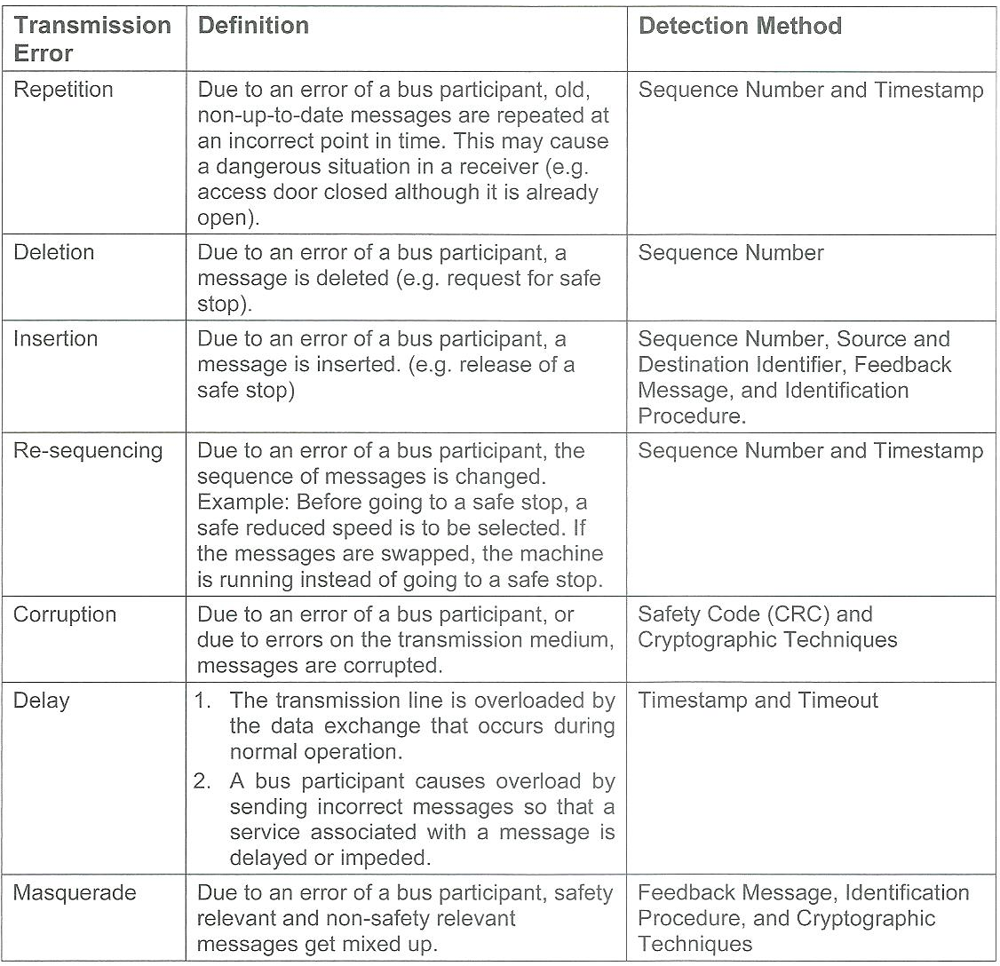 Transmission Error
Definition
Detection Method
Repetition
Due to an error of a bus participant, old,
non-up-to-date messages are repeated at
an incorrect point in time. This may cause
a dangerous situation in a receiver (e.g.
access door closed although it is already
open).
Sequence Number and Timestamp
Deletion
Due to an error of a bus participant, a
message is deleted (e.g. request for safe
stop).
Sequence Number
Insertion
Due to an error of a bus participant, a
message is inserted. (e.g. release of a
safe stop)
Sequence Number, Source and
Destination Identifier, Feedback
Message, and Identification
Procedure.
Re-sequencing
Due to an error of a bus participant, the
sequence of messages is changed.
Example: Before going to a safe stop, a
safe reduced speed is to be selected. If
the messages are swapped, the machine
is running instead of going to a safe stop.
Sequence Number and Timestamp
Corruption
Due to an error of a bus participant, or
due to errors on the transmission medium,
messages are corrupted.
Safety Code (CRC) and
Cryptographic Techniques
Delay
1. The transmission line is overloaded by
the data exchange that occurs during
normal operation.
2. A bus participant causes overload by
sending incorrect messages so that a
service associated with a message is
delayed or impeded.
Timestamp and Timeout
Masquerade
Due to an error of a bus participant, safety
relevant and non-safety relevant
messages get mixed up.
Feedback Message, Identification
Procedure, and Cryptographic
Techniques